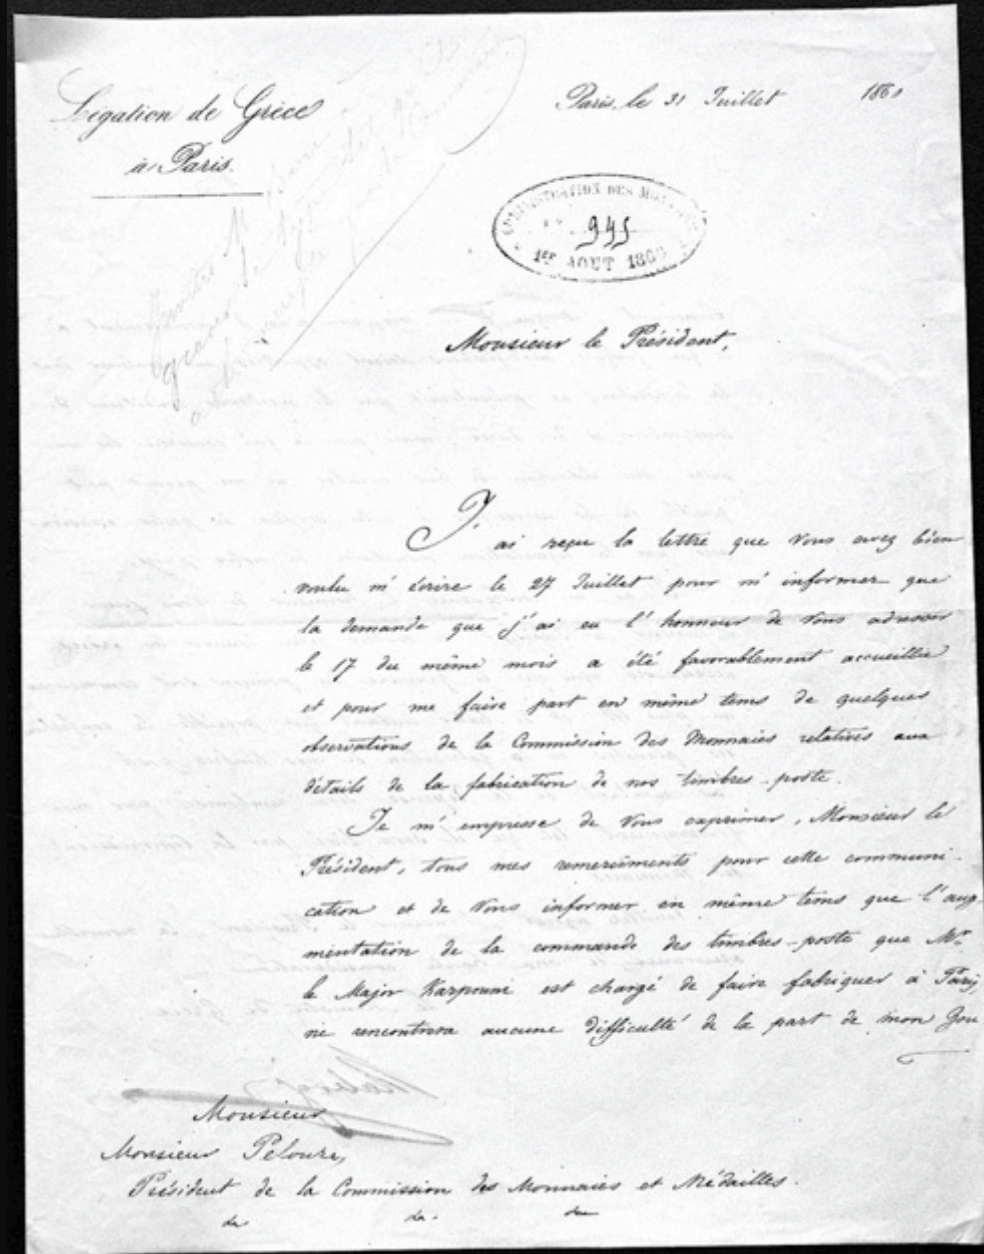 Légation de Grèce
à Paris.
Paris, le 31 Juillet 1860
ADMINISTRATION DES MONNAIES
945
1er AOUT 1860
Monsieur le Président,
J'ai reçu la lettre que Vous avez bien
voulu m'écrire le 27 Juillet pour m'informer que
la demande que j'ai eu l'honneur de Vous adresser
le 17 du même mois a été favorablement accueillie
et pour me faire part en même tems de quelques
observations de la Commission des Monnaies relatives aux
détails de la fabrication de nos timbres-poste.
Je m'empresse de Vous exprimer, Monsieur le
Président, tous mes remercîments pour cette communi-
cation et de Vous informer en même tems que l'aug-
mentation de la commande des timbres-poste que Mr.
le Major Karpouni est chargé de faire fabriquer à Paris,
ne rencontrera aucune difficulté de la part de mon Gou
Monsieur
Monsieur Pelouze,
Président de la Commission des Monnaies et Médailles.